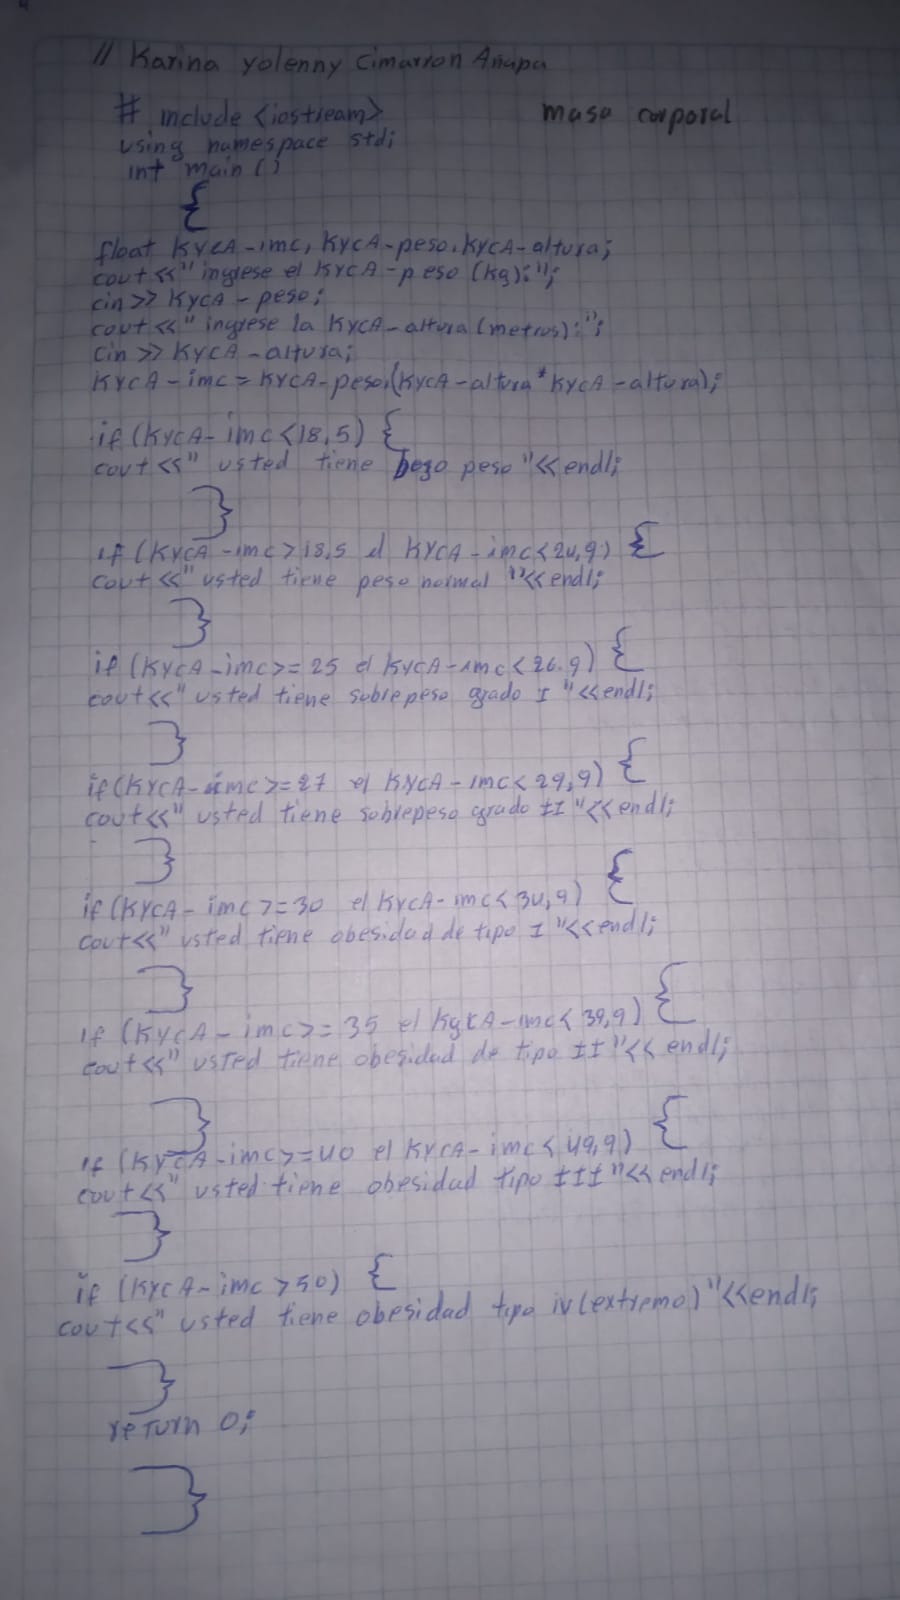 // Karina yolenny Cimarron Añapa
masa corporal
# include <iostream>
using namespace std;
int main ()
{
float KYCA-imc, KYCA-peso, KYCA-altura;
cout <<" ingrese el KYCA-peso (kg):";
cin >> KYCA-peso;
cout <<" ingrese la KYCA-altura (metros):";
cin >> KYCA-altura;
KYCA-imc = KYCA-peso/(KYCA-altura*KYCA-altura);
if (KYCA-imc<18,5) {
cout <<" usted tiene bajo peso "<< endl;
}
if (KYCA-imc>18,5 el KYCA-imc<24,9) {
cout <<" usted tiene peso normal "<<endl;
}
if (KYCA-imc>=25 el KYCA-imc<26.9) {
cout<<" usted tiene sobrepeso grado I "<<endl;
}
if(KYCA-imc>=27 el KYCA-imc<29,9) {
cout<<" usted tiene sobrepeso grado II "<<endl;
}
if (KYCA-imc>=30 el KYCA-imc<34,9) {
cout<<" usted tiene obesidad de tipo I "<<endl;
}
if (KYCA-imc>=35 el KYCA-imc<39,9) {
cout<<" usted tiene obesidad de tipo II "<< endl;
}
if (KYCA-imc>=40 el KYCA-imc<49,9) {
cout<<" usted tiene obesidad tipo III "<< endl;
}
if (KYCA-imc >50) {
cout<<" usted tiene obesidad tipo iv (extremo) "<<endl;
}
return 0;
}